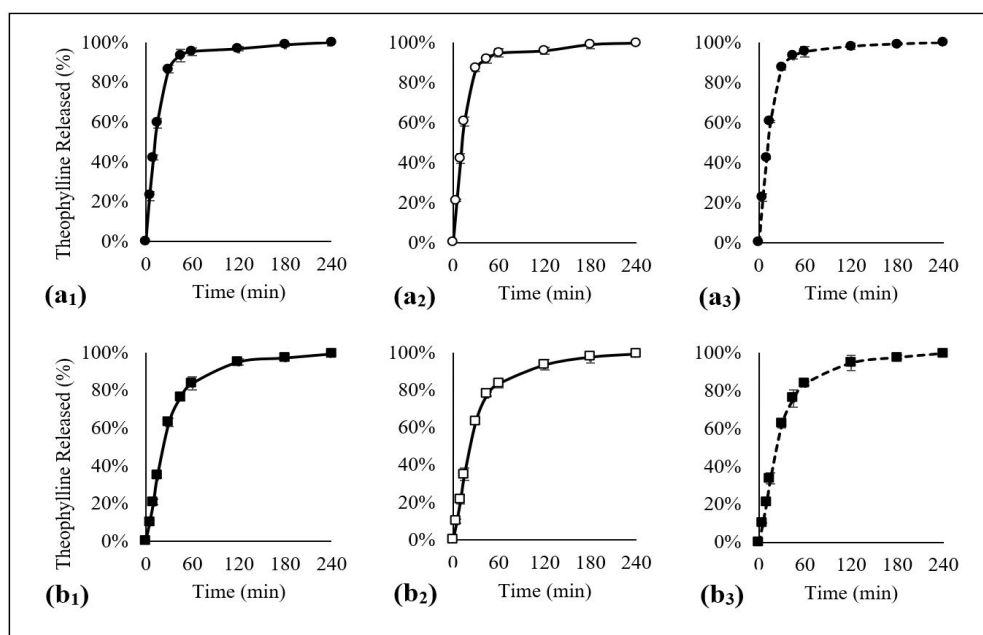 Theophylline Released (%)
100% 80% 60% 40% 20% 0%
0 60 120 180 240
Time (min)
(a1)
100% 80% 60% 40% 20% 0%
0 60 120 180 240
Time (min)
(a2)
100% 80% 60% 40% 20% 0%
0 60 120 180 240
Time (min)
(a3)
Theophylline Released (%)
100% 80% 60% 40% 20% 0%
0 60 120 180 240
Time (min)
(b1)
100% 80% 60% 40% 20% 0%
0 60 120 180 240
Time (min)
(b2)
100% 80% 60% 40% 20% 0%
0 60 120 180 240
Time (min)
(b3)